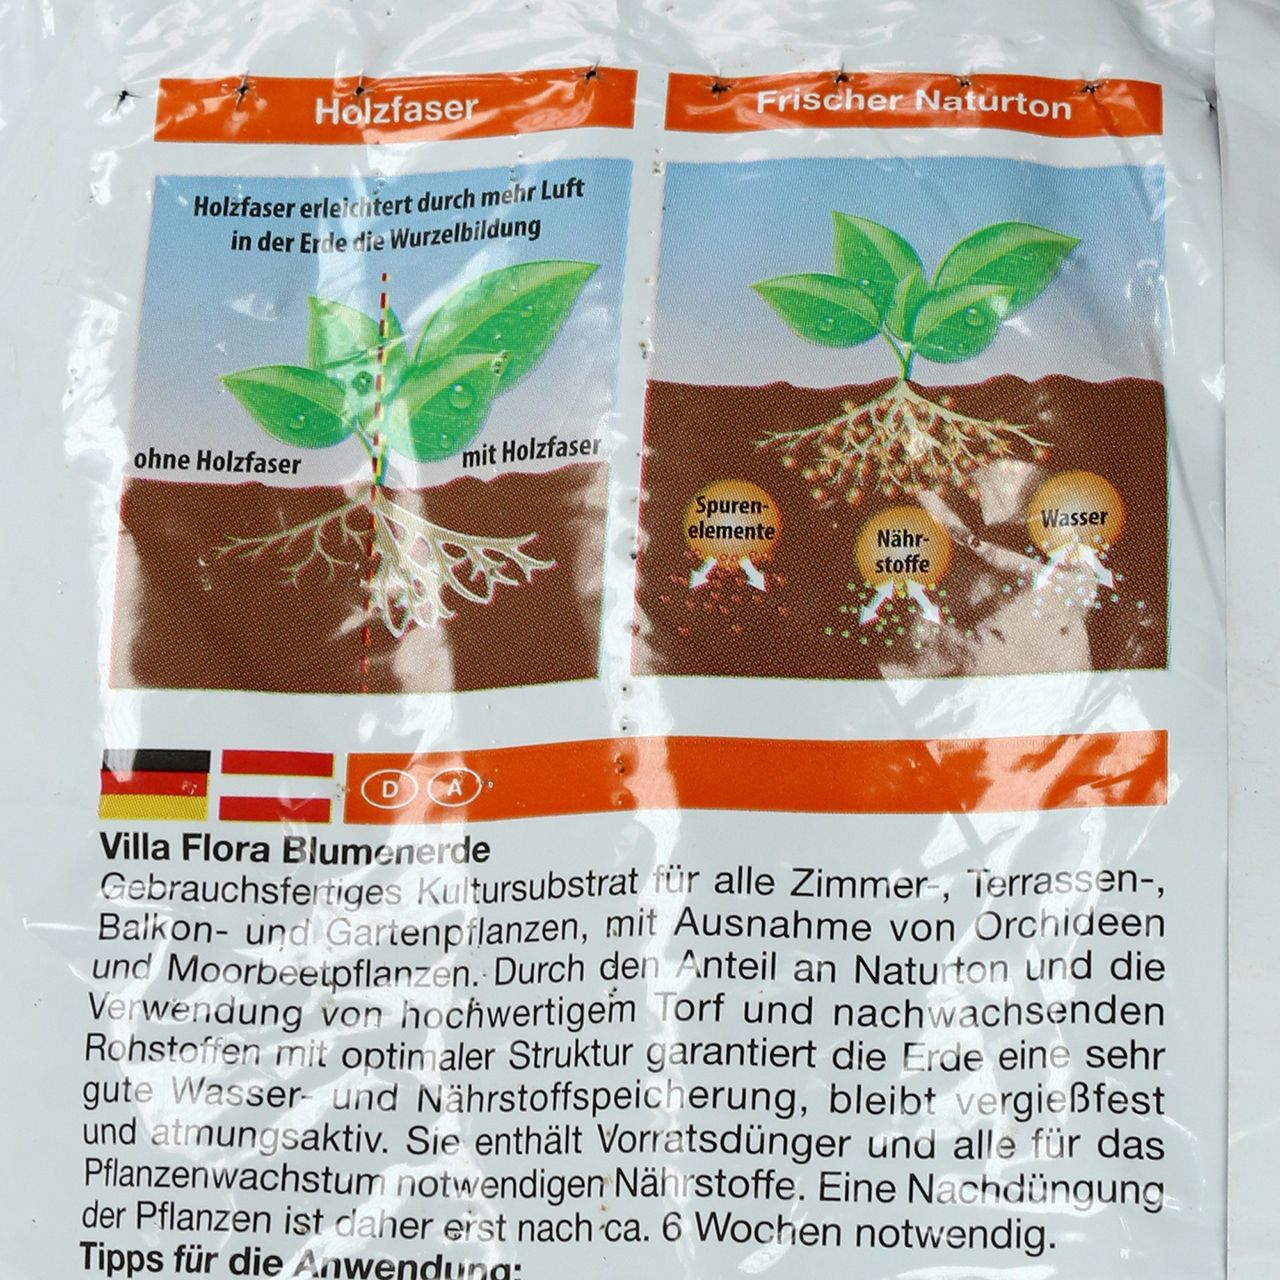 Holzfaser
Frischer Naturton
Holzfaser erleichtert durch mehr Luft
in der Erde die Wurzelbildung
ohne Holzfaser
mit Holzfaser
Spuren-
elemente
Nähr-
stoffe
Wasser
D A
Villa Flora Blumenerde
Gebrauchsfertiges Kultursubstrat für alle Zimmer-, Terrassen-,
Balkon- und Gartenpflanzen, mit Ausnahme von Orchideen
und Moorbeetpflanzen. Durch den Anteil an Naturton und die
Verwendung von hochwertigem Torf und nachwachsenden
Rohstoffen mit optimaler Struktur garantiert die Erde eine sehr
gute Wasser- und Nährstoffspeicherung, bleibt vergießfest
und atmungsaktiv. Sie enthält Vorratsdünger und alle für das
Pflanzenwachstum notwendigen Nährstoffe. Eine Nachdüngung
der Pflanzen ist daher erst nach ca. 6 Wochen notwendig.
Tipps für die Anwendung: